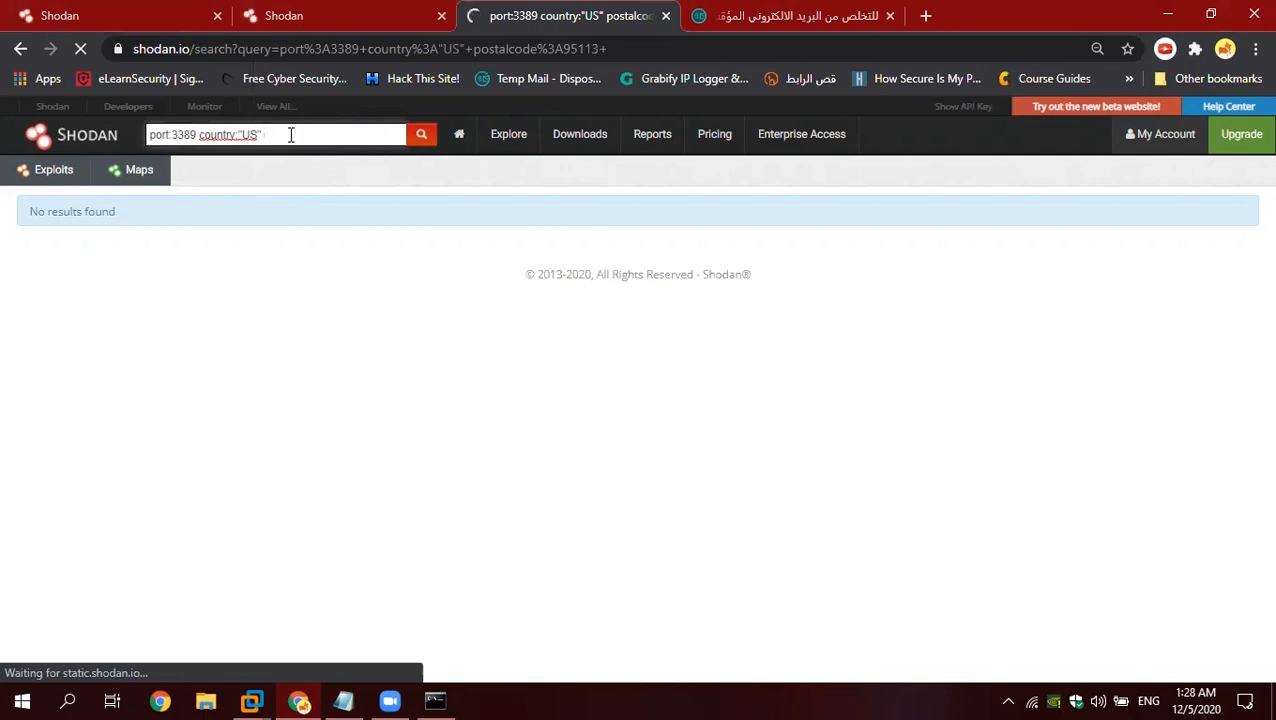 Shodan
Shodan
port:3389 country:"US" postalcod
للتخلص من البريد الالكتروني المؤقت
shodan.io/search?query=port%3A3389+country%3A"US"+postalcode%3A95113+
Apps
eLearnSecurity | Sig...
Free Cyber Security...
Hack This Site!
Temp Mail - Dispos...
Grabify IP Logger &...
قص الرابط
How Secure Is My P...
Course Guides
»
Other bookmarks
Shodan
Developers
Monitor
View All...
Show API Key
Try out the new beta website!
Help Center
SHODAN
port:3389 country:"US"
Explore
Downloads
Reports
Pricing
Enterprise Access
My Account
Upgrade
Exploits
Maps
No results found
© 2013-2020, All Rights Reserved - Shodan®
Waiting for static.shodan.io...
ENG
1:28 AM
12/5/2020